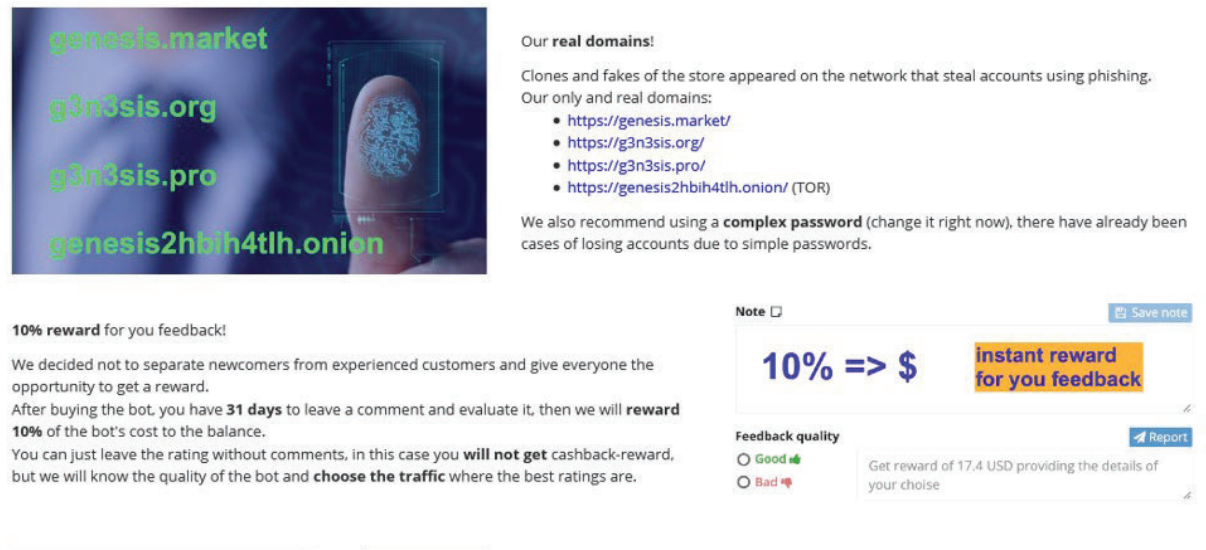 genesis.market
g3n3sis.org
g3n3sis.pro
genesis2hbih4tlh.onion
Our real domains!
Clones and fakes of the store appeared on the network that steal accounts using phishing.
Our only and real domains:
• https://genesis.market/
• https://g3n3sis.org/
• https://g3n3sis.pro/
• https://genesis2hbih4tlh.onion/ (TOR)
We also recommend using a complex password (change it right now), there have already been
cases of losing accounts due to simple passwords.
10% reward for you feedback!
We decided not to separate newcomers from experienced customers and give everyone the
opportunity to get a reward.
After buying the bot, you have 31 days to leave a comment and evaluate it, then we will reward
10% of the bot's cost to the balance.
You can just leave the rating without comments, in this case you will not get cashback-reward,
but we will know the quality of the bot and choose the traffic where the best ratings are.
Note
Save note
10% => $
instant reward
for you feedback
Feedback quality
Report
Good
Bad
Get reward of 17.4 USD providing the details of
your choise